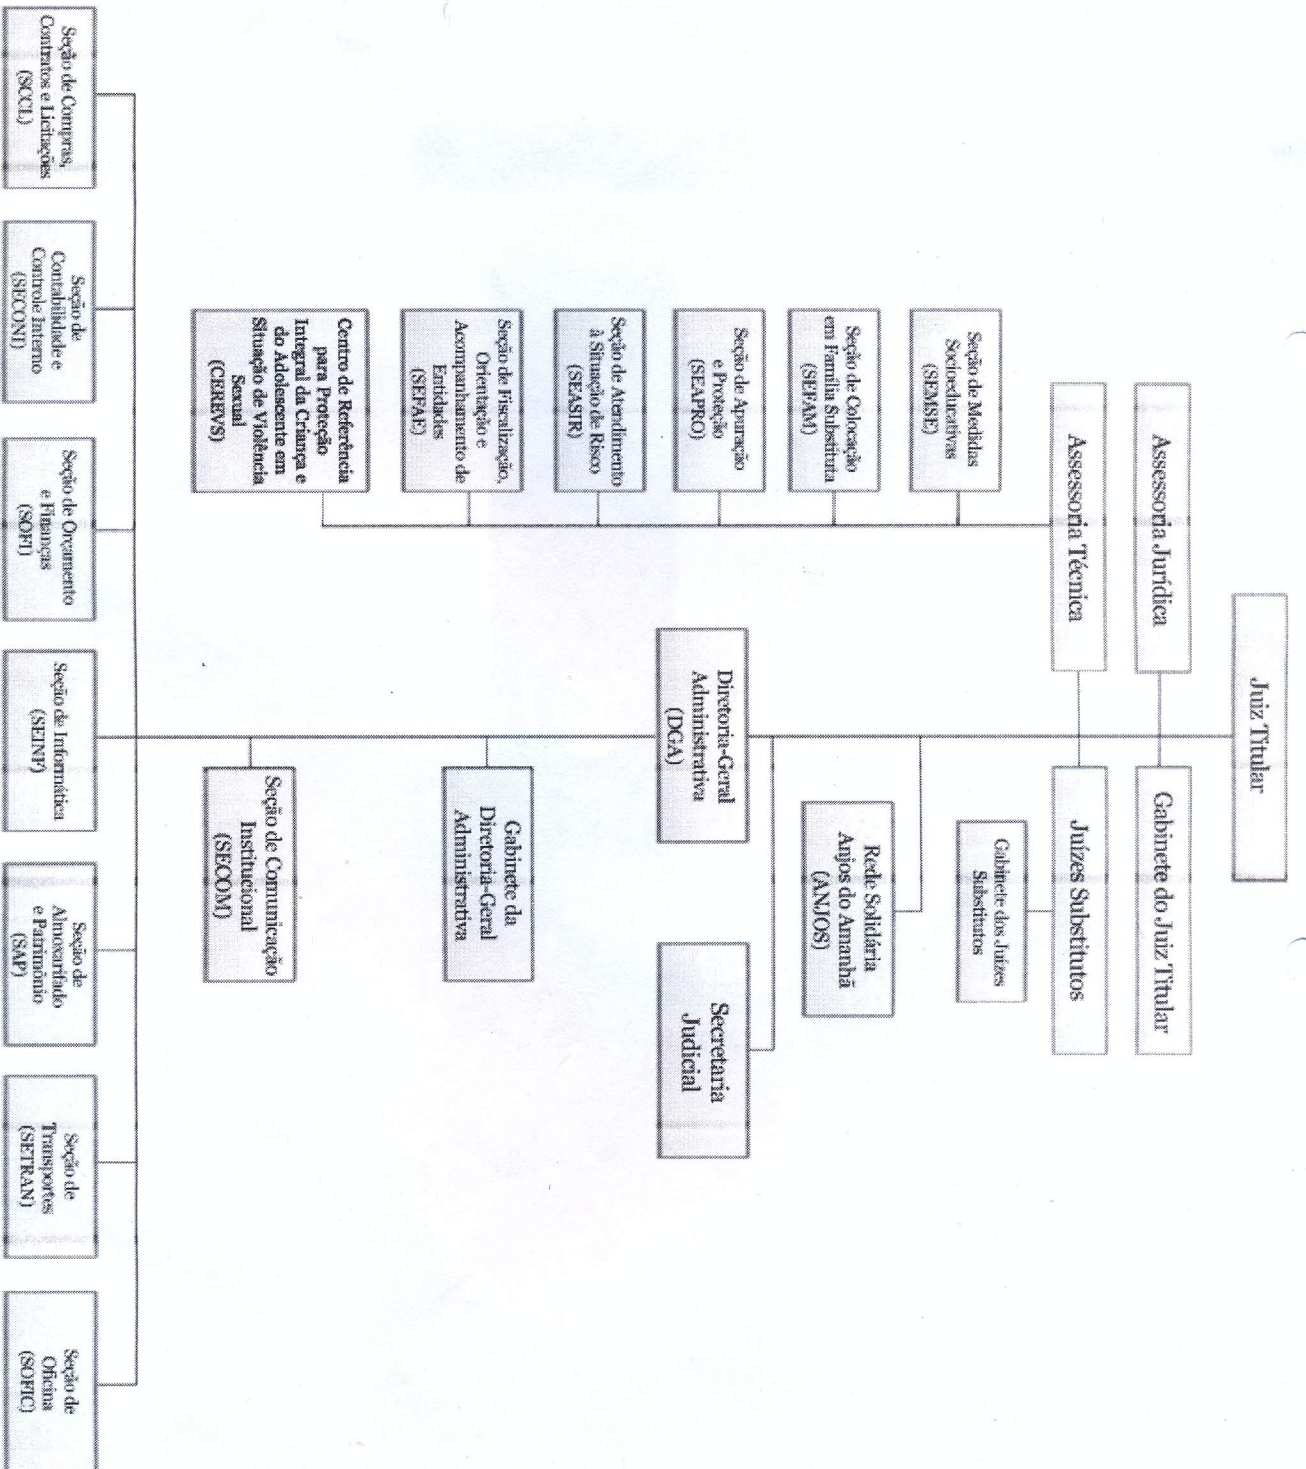 Juiz Titular
Assessoria Jurídica
Gabinete do Juiz Titular
Assessoria Técnica
Juízes Substitutos
Gabinete dos Juízes
Substitutos
Seção de Medidas
Socioeducativas
(SEMSE)
Seção de Colocação
em Família Substituta
(SEFAM)
Seção de Apuração
e Proteção
(SEAPRO)
Seção de Atendimento
à Situação de Risco
(SEASIR)
Seção de Fiscalização,
Orientação e
Acompanhamento de
Entidades
(SEFAE)
Centro de Referência
para Proteção
Integral da Criança e
do Adolescente em
Situação de Violência
Sexual
(CEREVS)
Rede Solidária
Anjos do Amanhã
(ANJOS)
Diretoria-Geral
Administrativa
(DGA)
Secretaria
Judicial
Gabinete da
Diretoria-Geral
Administrativa
Seção de Comunicação
Institucional
(SECOM)
Seção de Compras,
Contratos e Licitações
(SCCL)
Seção de
Contabilidade e
Controle Interno
(SECONI)
Seção de Orçamento
e Finanças
(SOFI)
Seção de Informática
(SEINF)
Seção de
Almoxarifado
e Patrimônio
(SAP)
Seção de
Transportes
(SETRAN)
Seção de
Oficina
(SOFIC)